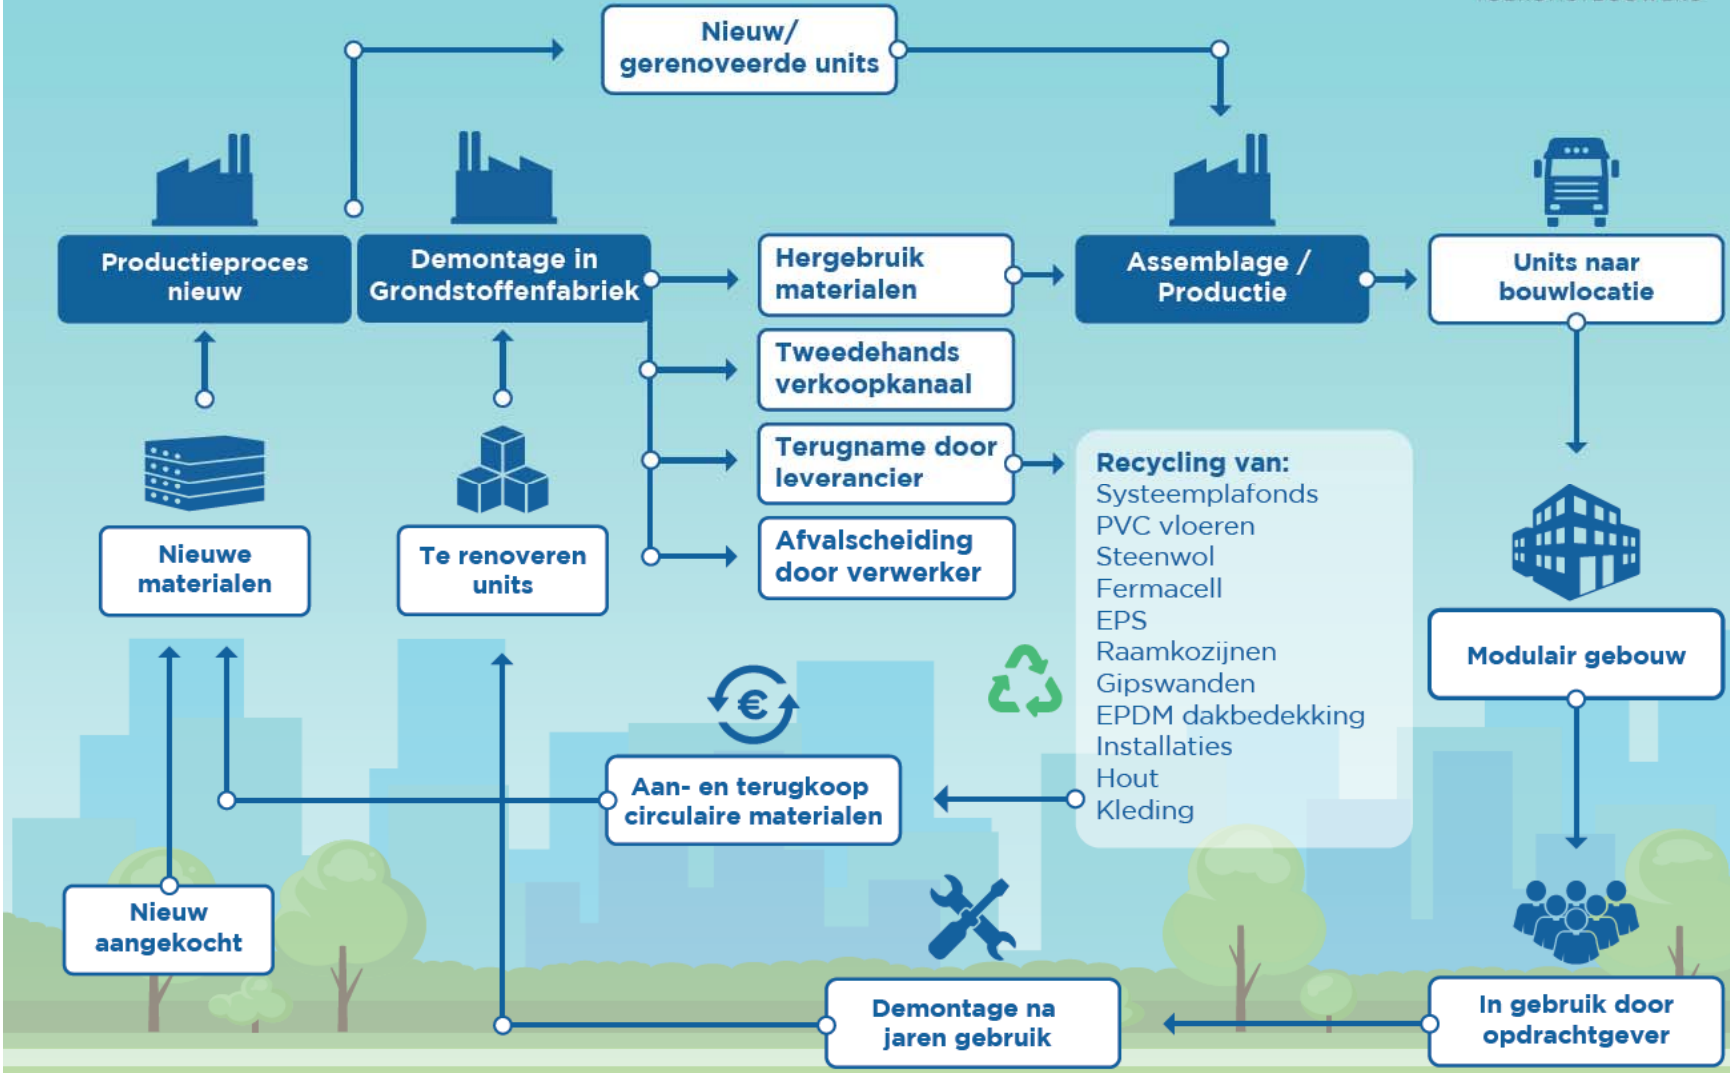 Nieuw/
gerenoveerde units
Productieproces
nieuw
Demontage in
Grondstoffenfabriek
Hergebruik
materialen
Assemblage /
Productie
Units naar
bouwlocatie
Tweedehands
verkoopkanaal
Terugname door
leverancier
Afvalscheiding
door verwerker
Recycling van:
Systeemplafonds
PVC vloeren
Steenwol
Fermacell
EPS
Raamkozijnen
Gipswanden
EPDM dakbedekking
Installaties
Hout
Kleding
Nieuwe
materialen
Te renoveren
units
Modulair gebouw
€
Aan- en terugkoop
circulaire materialen
Nieuw
aangekocht
Demontage na
jaren gebruik
In gebruik door
opdrachtgever